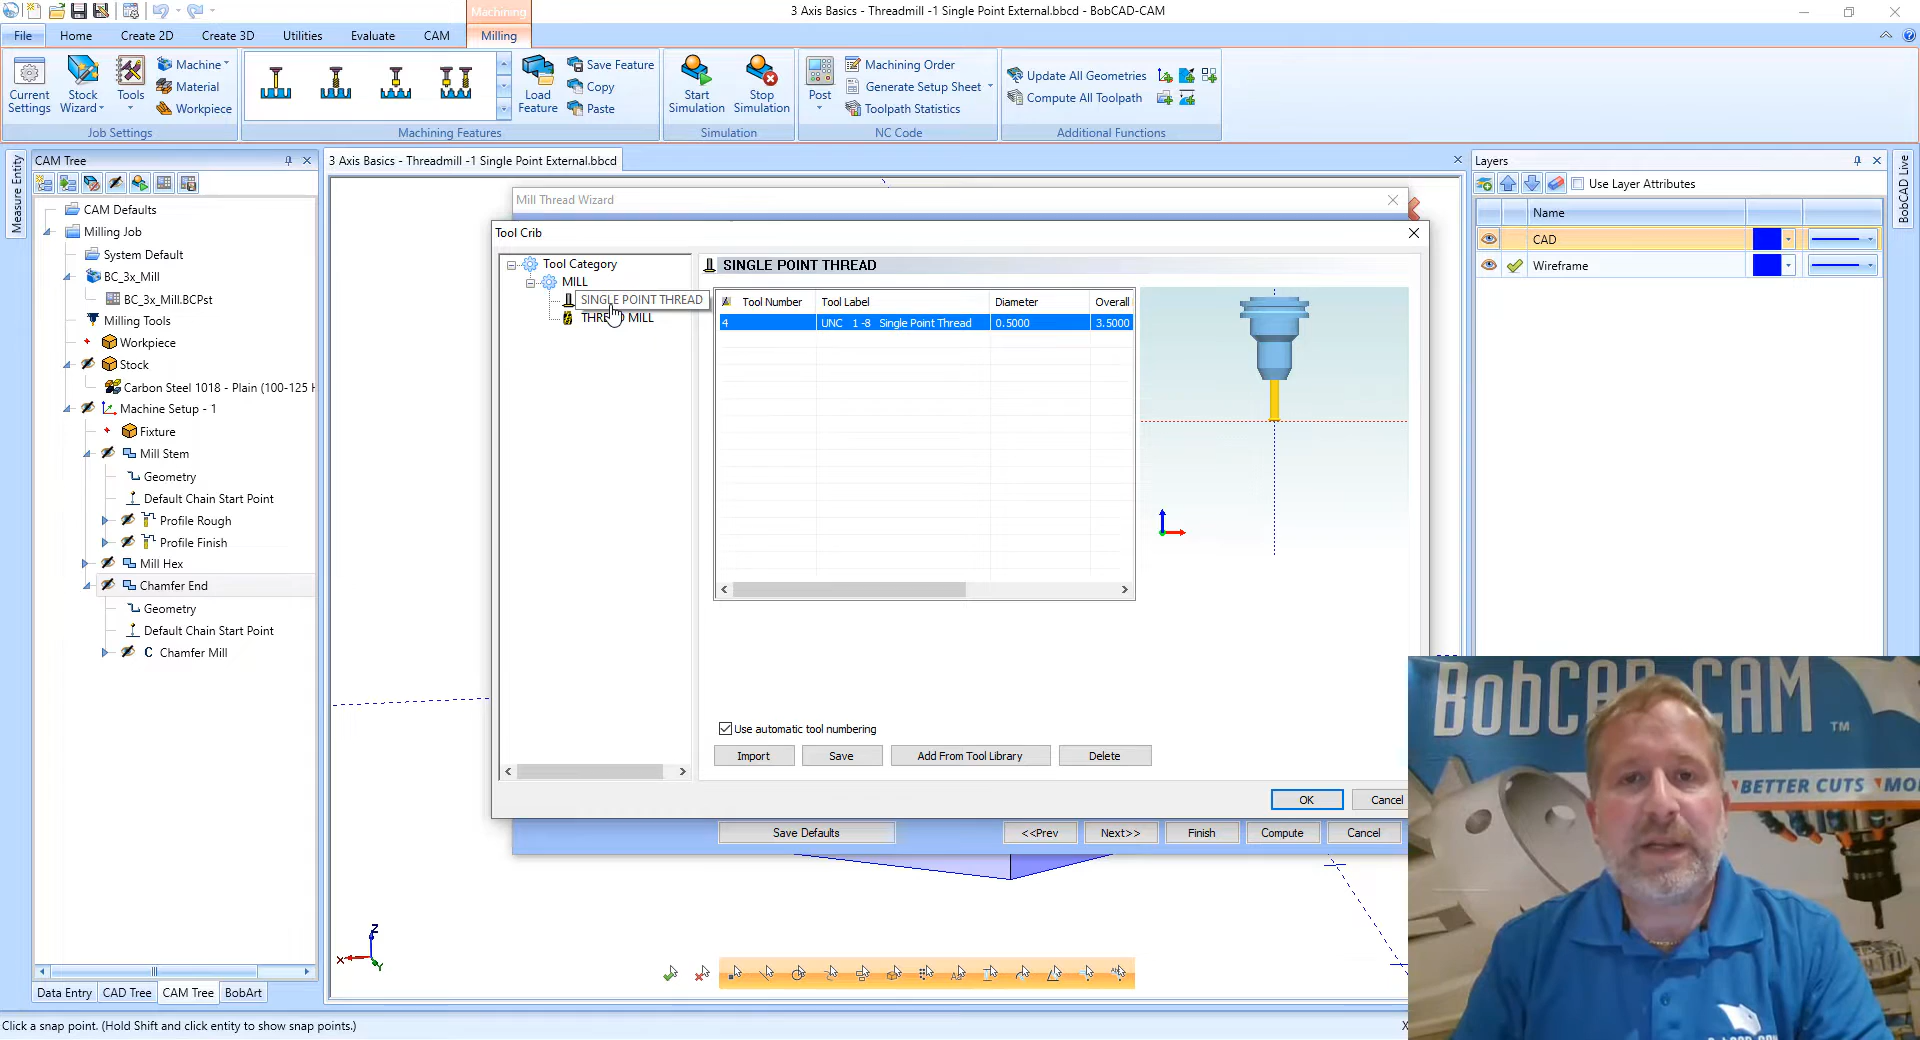 Machining
3 Axis Basics - Threadmill -1 Single Point External.bbcd - BobCAD-CAM
File Home Create 2D Create 3D Utilities Evaluate CAM Milling
Current Settings
Stock Wizard
Tools
Machine
Material
Workpiece
Job Settings
Load Feature
Save Feature
Copy
Paste
Machining Features
Start Simulation
Stop Simulation
Simulation
Post
Machining Order
Generate Setup Sheet
Toolpath Statistics
NC Code
Update All Geometries
Compute All Toolpath
Additional Functions
Measure Entity
CAM Tree
CAM Defaults
Milling Job
System Default
BC_3x_Mill
BC_3x_Mill.BCPst
Milling Tools
Workpiece
Stock
Carbon Steel 1018 - Plain (100-125 H
Machine Setup - 1
Fixture
Mill Stem
Geometry
Default Chain Start Point
Profile Rough
Profile Finish
Mill Hex
Chamfer End
Geometry
Default Chain Start Point
C Chamfer Mill
Data Entry CAD Tree CAM Tree BobArt
3 Axis Basics - Threadmill -1 Single Point External.bbcd
Mill Thread Wizard
Tool Crib
Tool Category
MILL
SINGLE POINT THREAD
MILL
SINGLE POINT THREAD
Tool Number Tool Label Diameter Overall
4 UNC 1 -8 Single Point Thread 0.5000 3.5000
Use automatic tool numbering
Import Save Add From Tool Library Delete
OK Cancel
Save Defaults <<Prev Next>> Finish Compute Cancel
Layers
Use Layer Attributes
Name
CAD
Wireframe
BobCAD Live
BobCAD-CAM
TM
BETTER CUTS
Z
X
Y
Click a snap point. (Hold Shift and click entity to show snap points.)
X